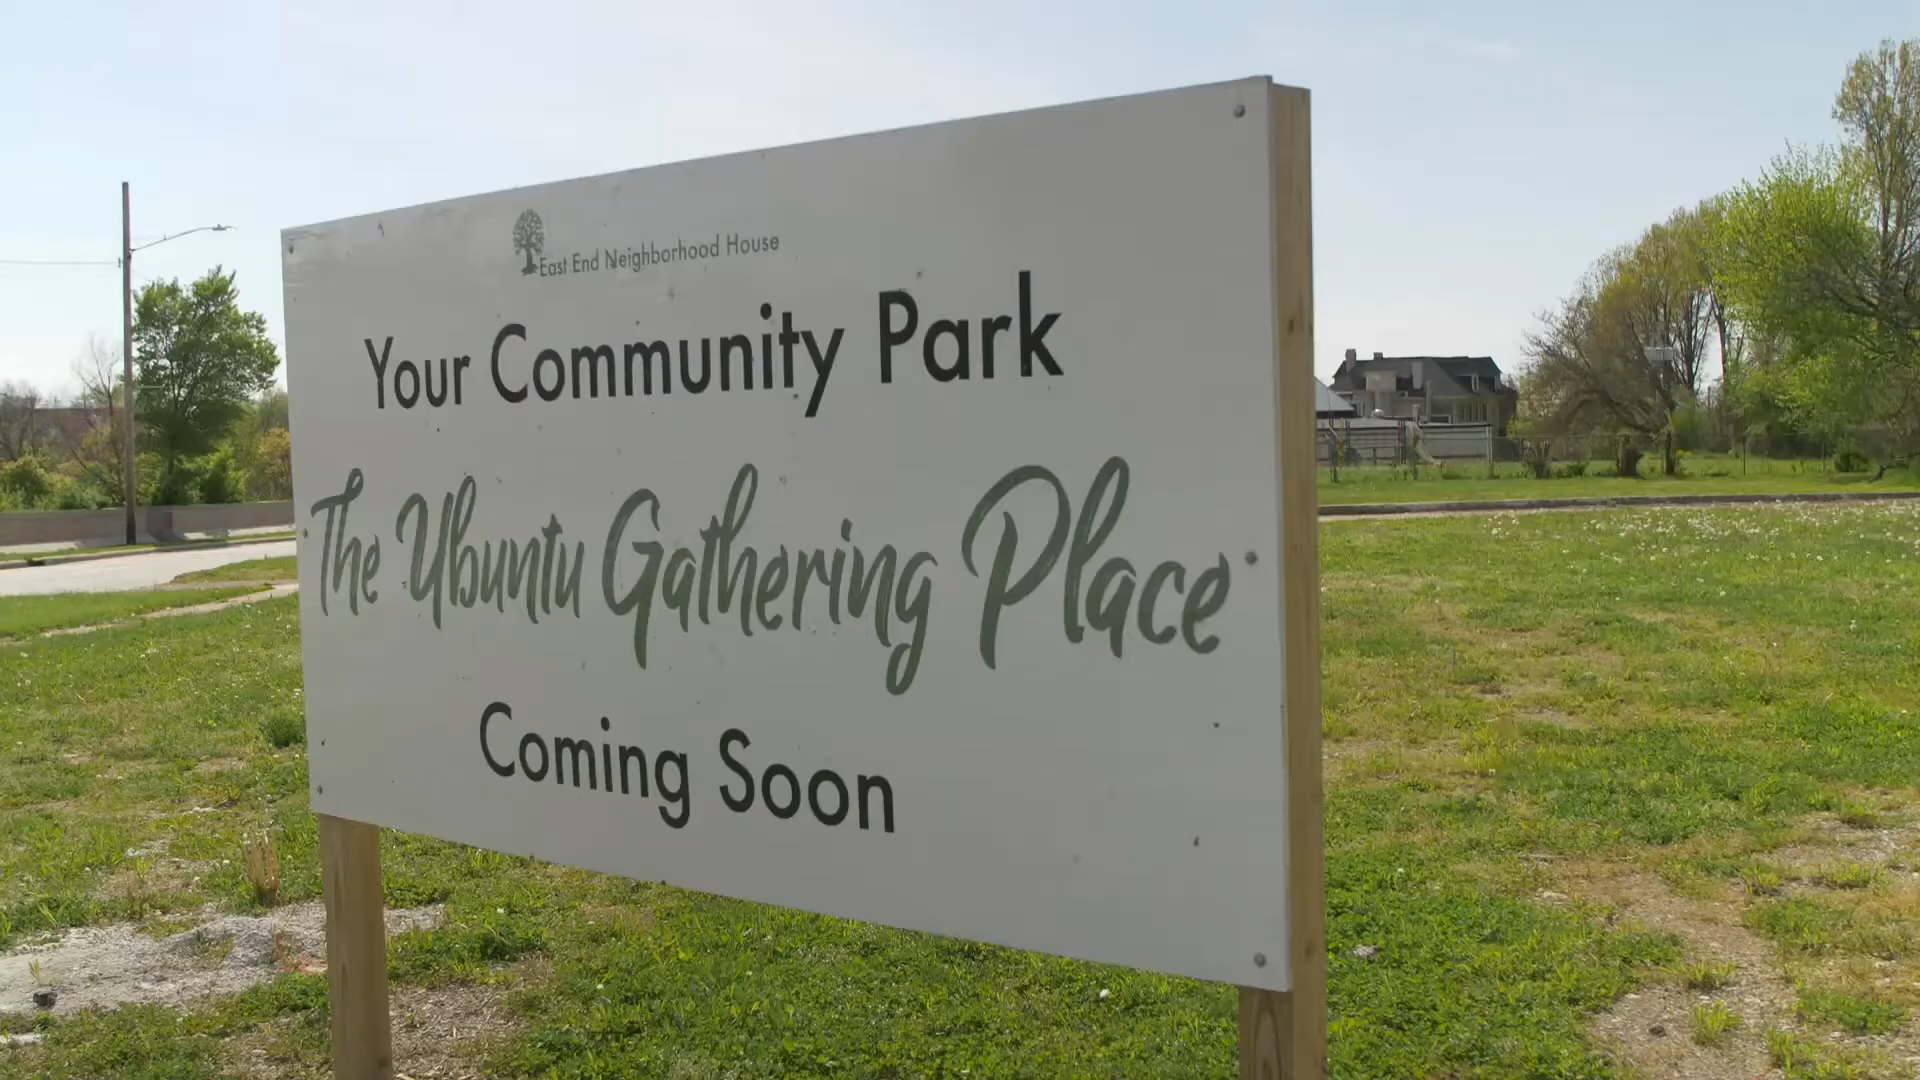 East End Neighborhood House
Your Community Park
The Ubuntu Gathering Place
Coming Soon